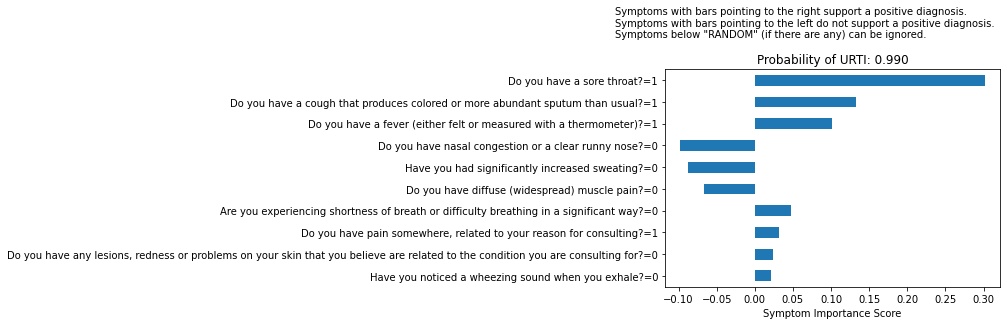 Symptoms with bars pointing to the right support a positive diagnosis.
Symptoms with bars pointing to the left do not support a positive diagnosis.
Symptoms below "RANDOM" (if there are any) can be ignored.
Probability of URTI: 0.990
Do you have a sore throat?=1
Do you have a cough that produces colored or more abundant sputum than usual?=1
Do you have a fever (either felt or measured with a thermometer)?=1
Do you have nasal congestion or a clear runny nose?=0
Have you had significantly increased sweating?=0
Do you have diffuse (widespread) muscle pain?=0
Are you experiencing shortness of breath or difficulty breathing in a significant way?=0
Do you have pain somewhere, related to your reason for consulting?=1
Do you have any lesions, redness or problems on your skin that you believe are related to the condition you are consulting for?=0
Have you noticed a wheezing sound when you exhale?=0
−0.10 −0.05 0.00 0.05 0.10 0.15 0.20 0.25 0.30
Symptom Importance Score